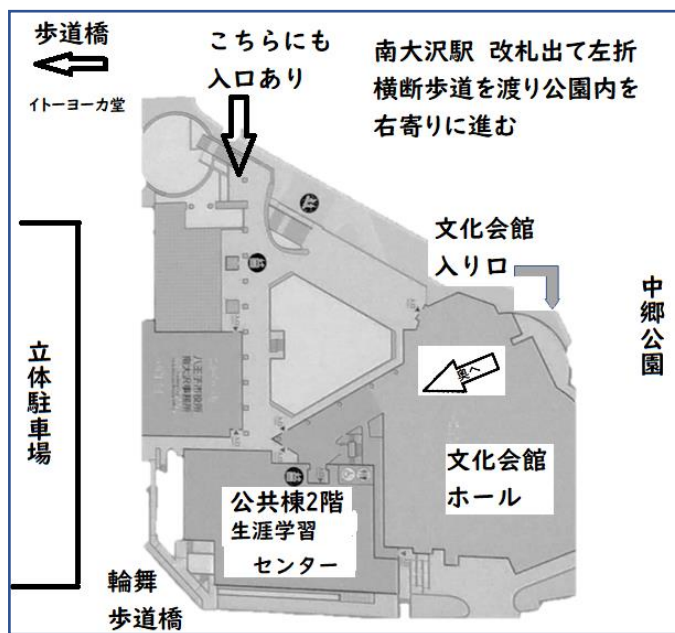 歩道橋
イトーヨーカ堂
こちらにも
入口あり
南大沢駅 改札出て左折
横断歩道を渡り公園内を
右寄りに進む
文化会館
入り口
中郷公園
立体駐車場
奥へ
文化会館
ホール
公共棟2階
生涯学習
センター
輪舞
歩道橋